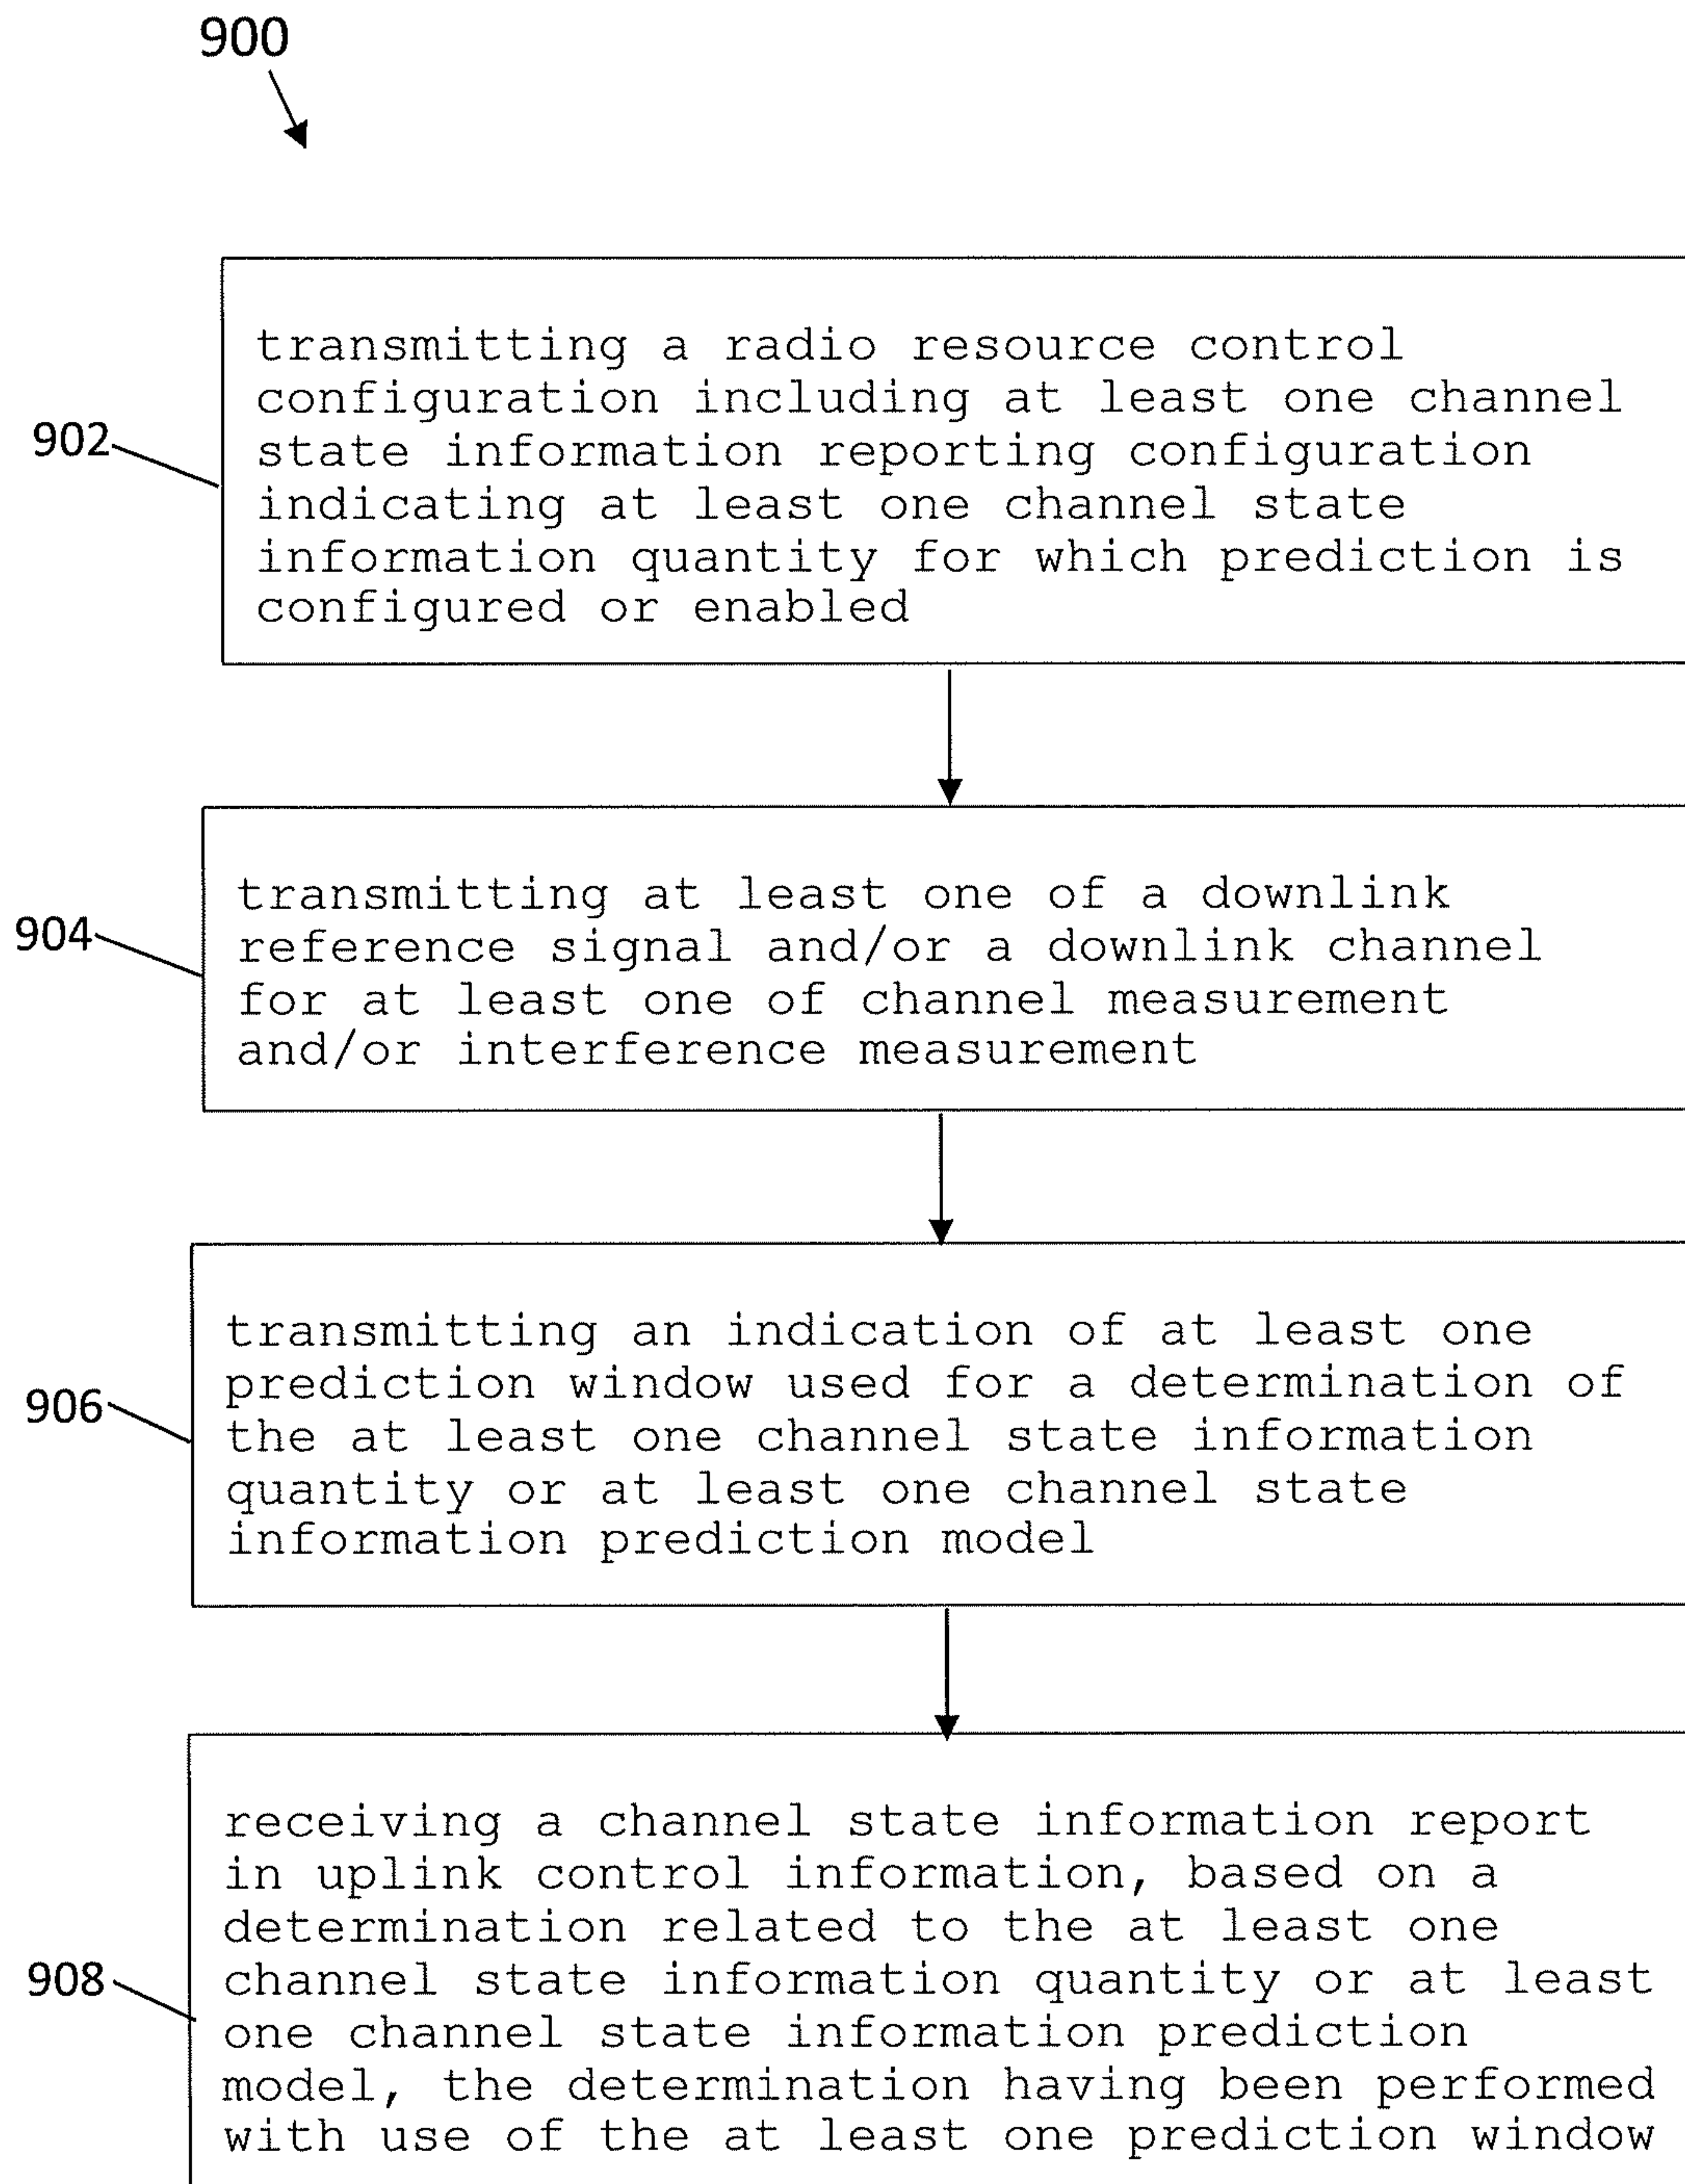 900
902
transmitting a radio resource control
configuration including at least one channel
state information reporting configuration
indicating at least one channel state
information quantity for which prediction is
configured or enabled
904
transmitting at least one of a downlink
reference signal and/or a downlink channel
for at least one of channel measurement
and/or interference measurement
906
transmitting an indication of at least one
prediction window used for a determination of
the at least one channel state information
quantity or at least one channel state
information prediction model
908
receiving a channel state information report
in uplink control information, based on a
determination related to the at least one
channel state information quantity or at least
one channel state information prediction
model, the determination having been performed
with use of the at least one prediction window